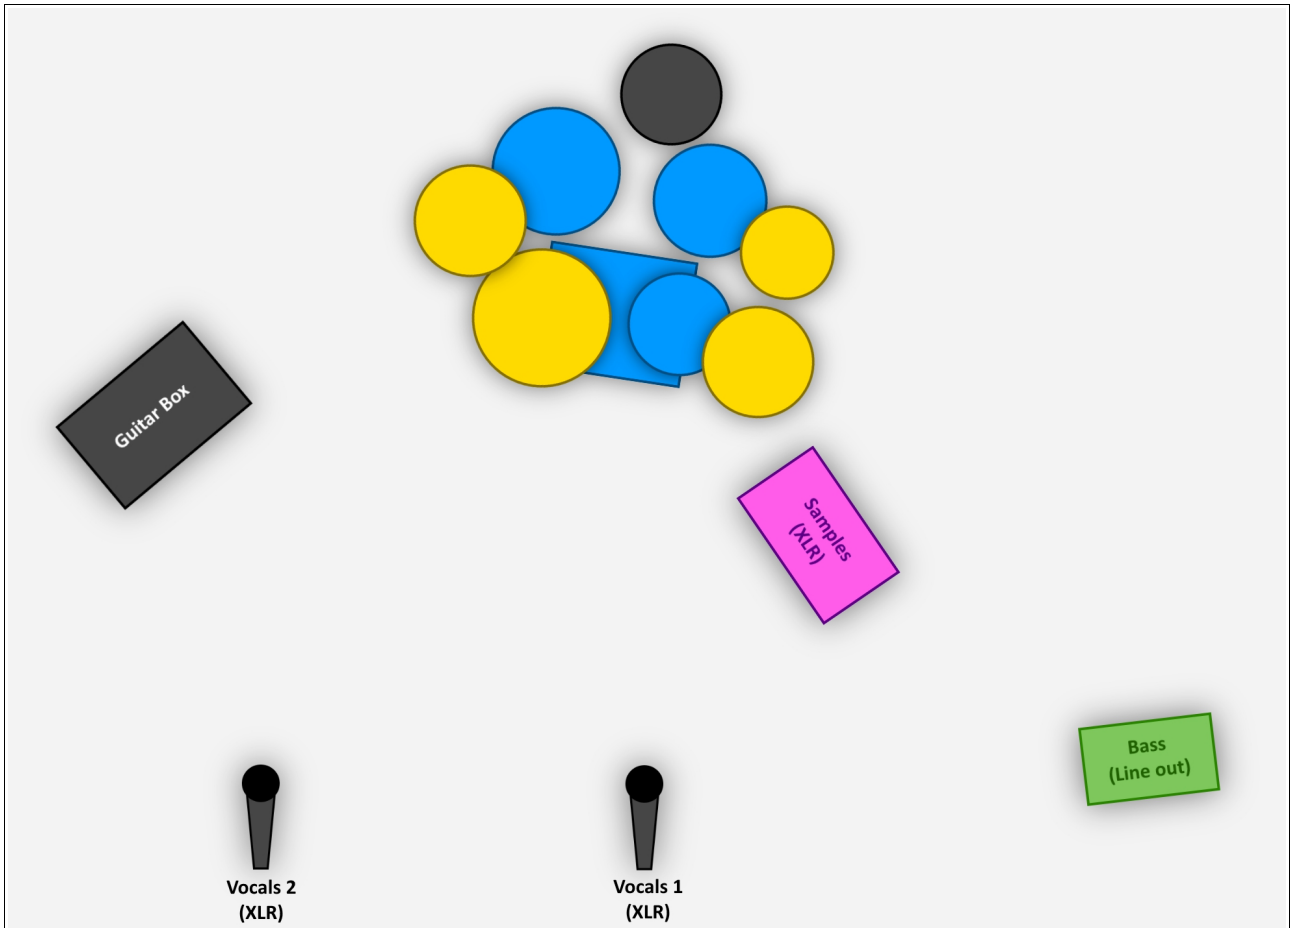 Guitar Box
Samples
(XLR)
Bass
(Line out)
Vocals 2
(XLR)
Vocals 1
(XLR)